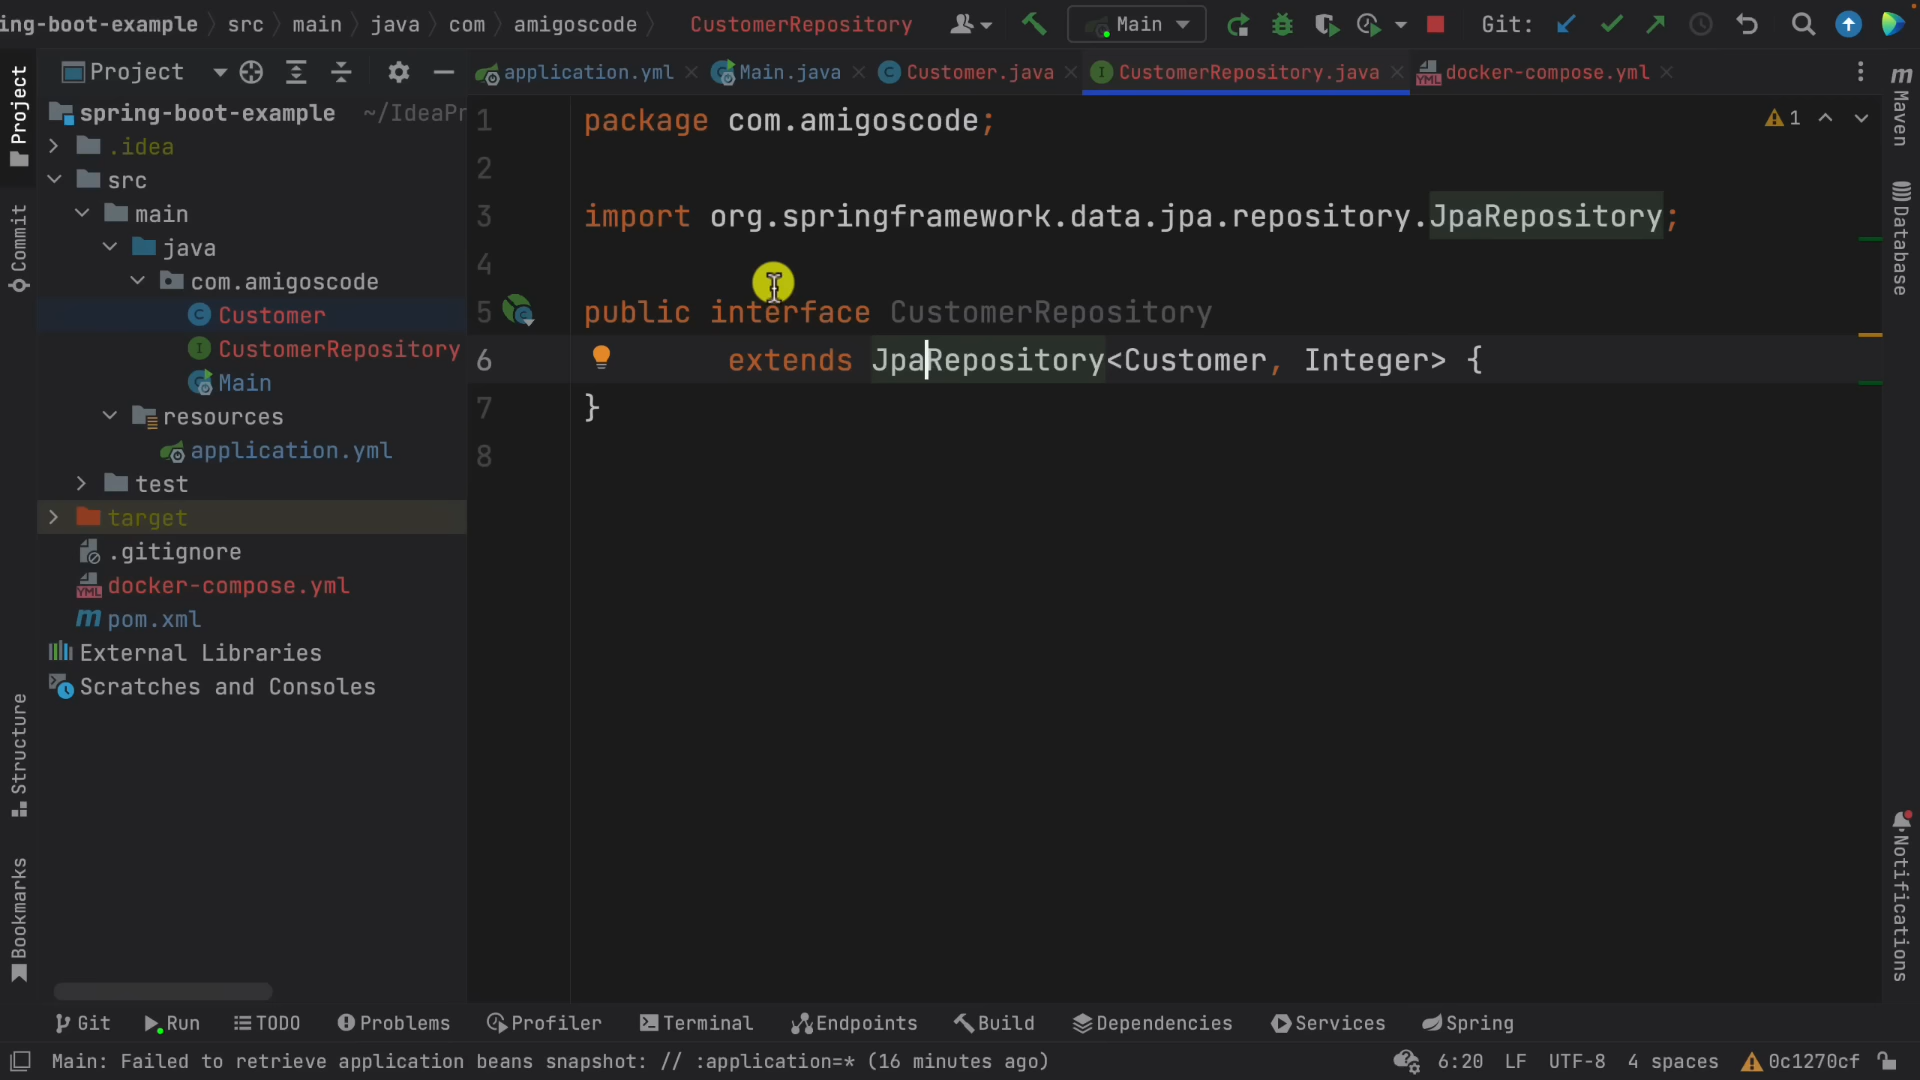 ing-boot-example src main java com amigoscode CustomerRepository Main Git:
Project
application.yml Main.java Customer.java CustomerRepository.java docker-compose.yml
spring-boot-example ~/IdeaPr
.idea
src
main
java
com.amigoscode
Customer
CustomerRepository
Main
resources
application.yml
test
target
.gitignore
docker-compose.yml
pom.xml
External Libraries
Scratches and Consoles
Project
Commit
Structure
Bookmarks
1 package com.amigoscode;
2
3 import org.springframework.data.jpa.repository.JpaRepository;
4
5 public interface CustomerRepository
6 extends JpaRepository<Customer, Integer> {
7 }
8
1
Maven
Database
Notifications
Git Run TODO Problems Profiler Terminal Endpoints Build Dependencies Services Spring
Main: Failed to retrieve application beans snapshot: // :application=* (16 minutes ago) 6:20 LF UTF-8 4 spaces 0c1270cf